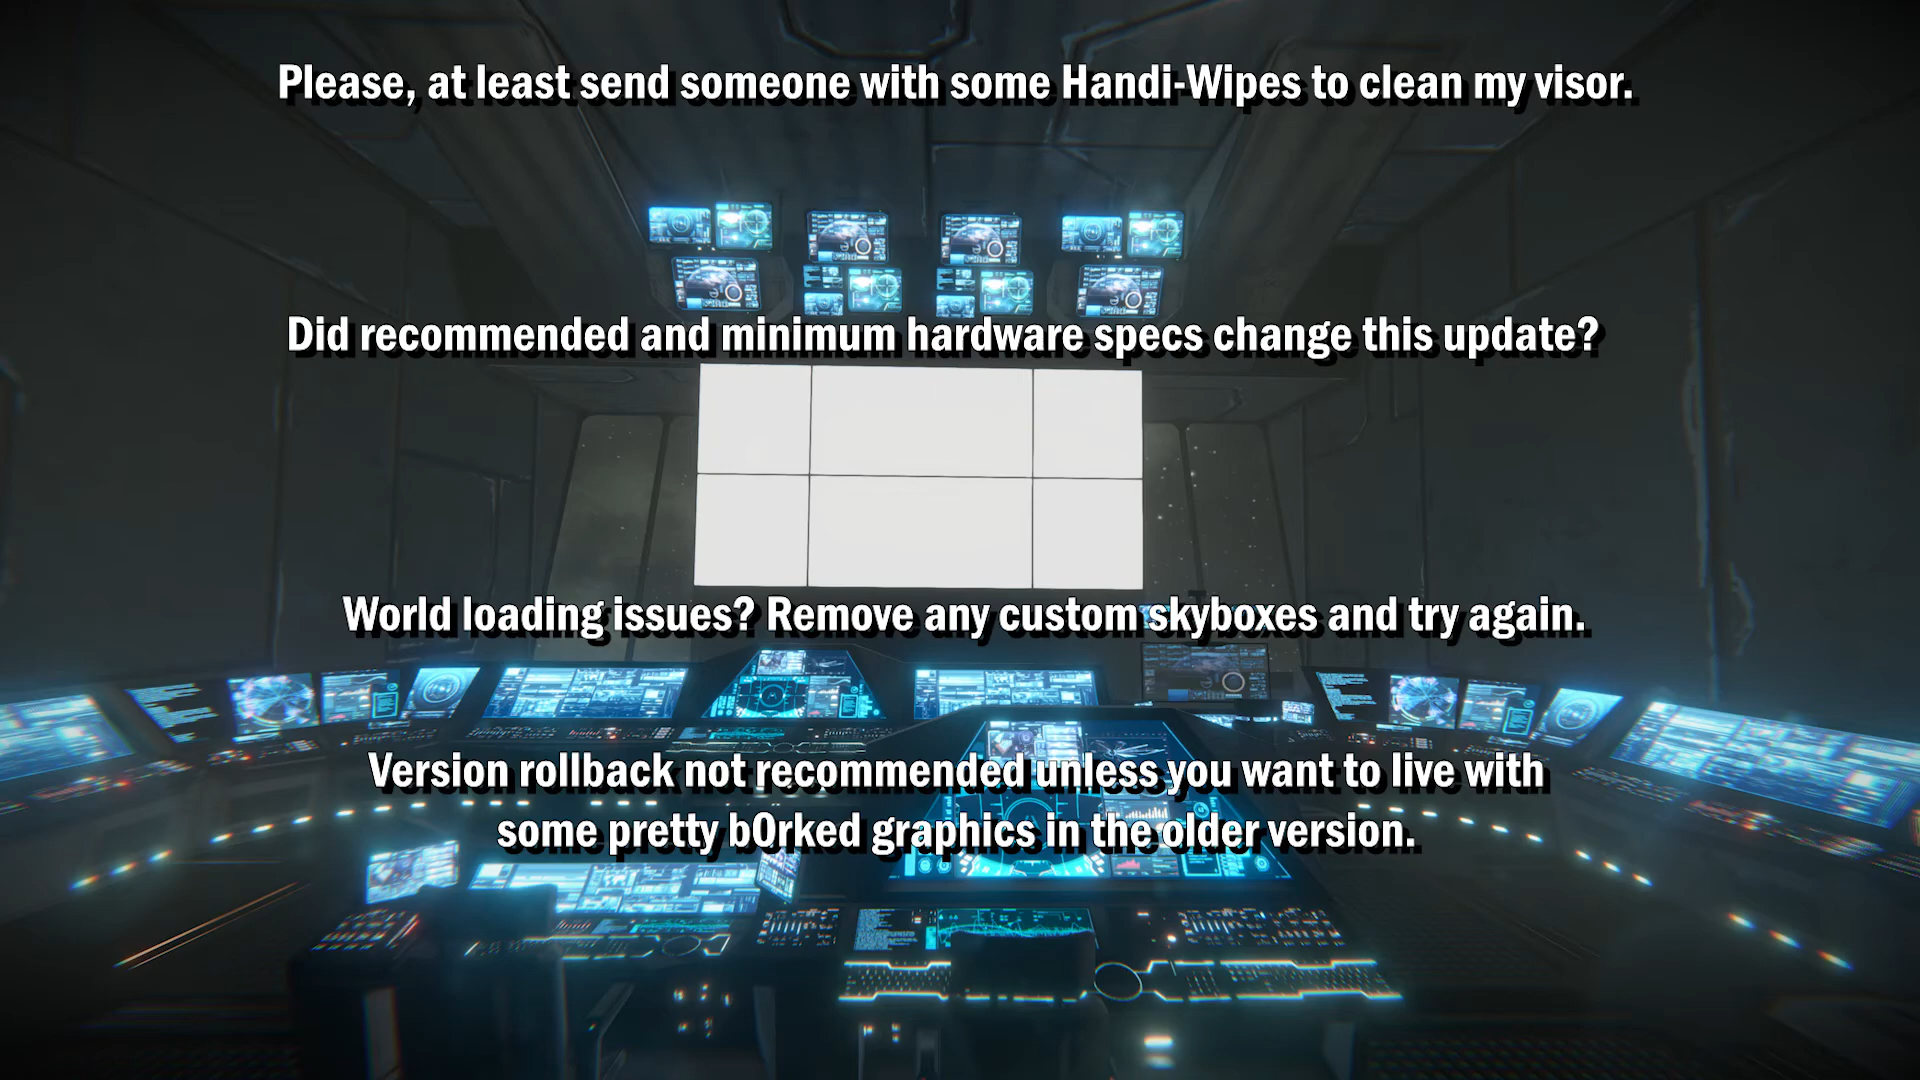 Please, at least send someone with some Handi-Wipes to clean my visor.
Did recommended and minimum hardware specs change this update?
World loading issues? Remove any custom skyboxes and try again.
Version rollback not recommended unless you want to live with
some pretty b0rked graphics in the older version.